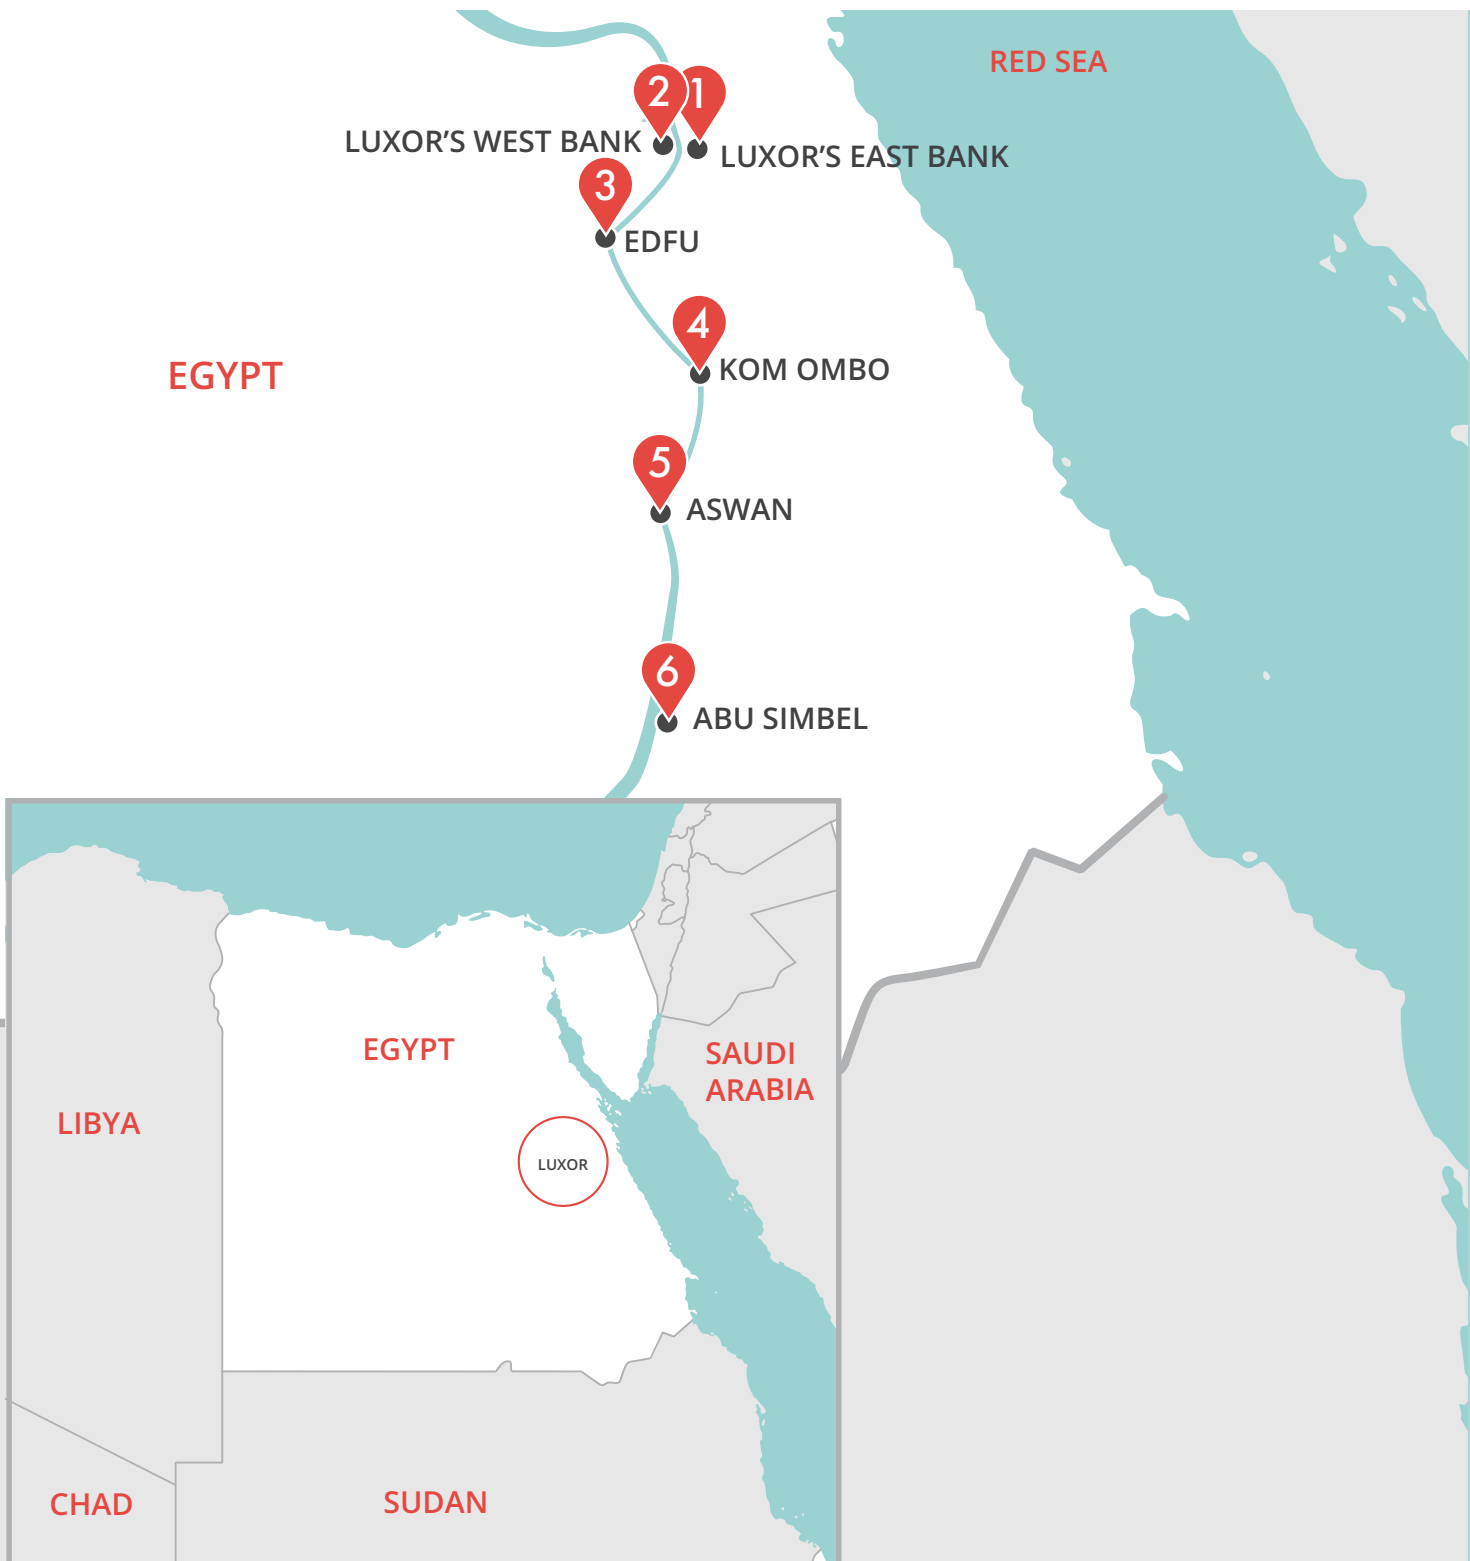 RED SEA
2
1
LUXOR’S WEST BANK
LUXOR’S EAST BANK
3
EDFU
4
KOM OMBO
EGYPT
5
ASWAN
6
ABU SIMBEL
EGYPT
SAUDI
ARABIA
LIBYA
LUXOR
CHAD
SUDAN